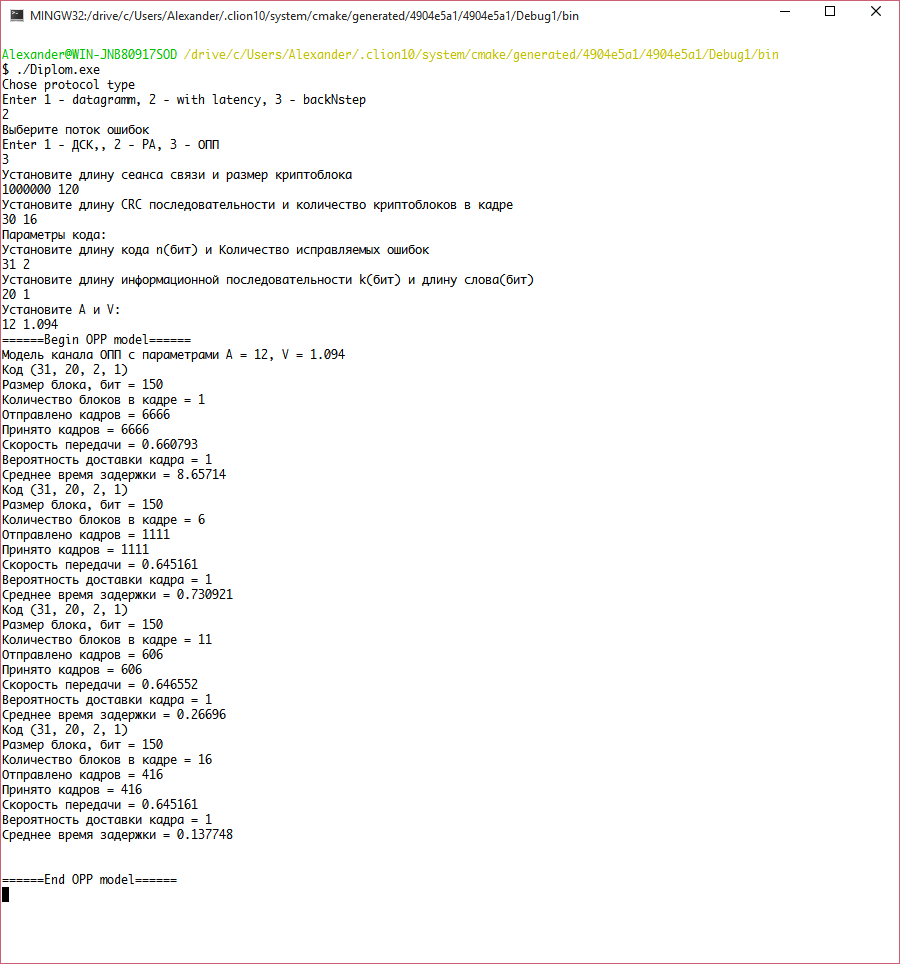 MINGW32:/drive/c/Users/Alexander/.clion10/system/cmake/generated/4904e5a1/4904e5a1/Debug1/bin
Alexander@WIN-JNB80917SOD /drive/c/Users/Alexander/.clion10/system/cmake/generated/4904e5a1/4904e5a1/Debug1/bin
$ ./Diplom.exe
Chose protocol type
Enter 1 - datagramm, 2 - with latency, 3 - backNstep
2
Выберите поток ошибок
Enter 1 - ДСК,, 2 - РА, 3 - ОПП
3
Установите длину сеанса связи и размер криптоблока
1000000 120
Установите длину CRC последовательности и количество криптоблоков в кадре
30 16
Параметры кода:
Установите длину кода n(бит) и Количество исправляемых ошибок
31 2
Установите длину информационной последовательности k(бит) и длину слова(бит)
20 1
Установите A и V:
12 1.094
======Begin OPP model======
Модель канала ОПП с параметрами A = 12, V = 1.094
Код (31, 20, 2, 1)
Размер блока, бит = 150
Количество блоков в кадре = 1
Отправлено кадров = 6666
Принято кадров = 6666
Скорость передачи = 0.660793
Вероятность доставки кадра = 1
Среднее время задержки = 8.65714
Код (31, 20, 2, 1)
Размер блока, бит = 150
Количество блоков в кадре = 6
Отправлено кадров = 1111
Принято кадров = 1111
Скорость передачи = 0.645161
Вероятность доставки кадра = 1
Среднее время задержки = 0.730921
Код (31, 20, 2, 1)
Размер блока, бит = 150
Количество блоков в кадре = 11
Отправлено кадров = 606
Принято кадров = 606
Скорость передачи = 0.646552
Вероятность доставки кадра = 1
Среднее время задержки = 0.26696
Код (31, 20, 2, 1)
Размер блока, бит = 150
Количество блоков в кадре = 16
Отправлено кадров = 416
Принято кадров = 416
Скорость передачи = 0.645161
Вероятность доставки кадра = 1
Среднее время задержки = 0.137748
======End OPP model======